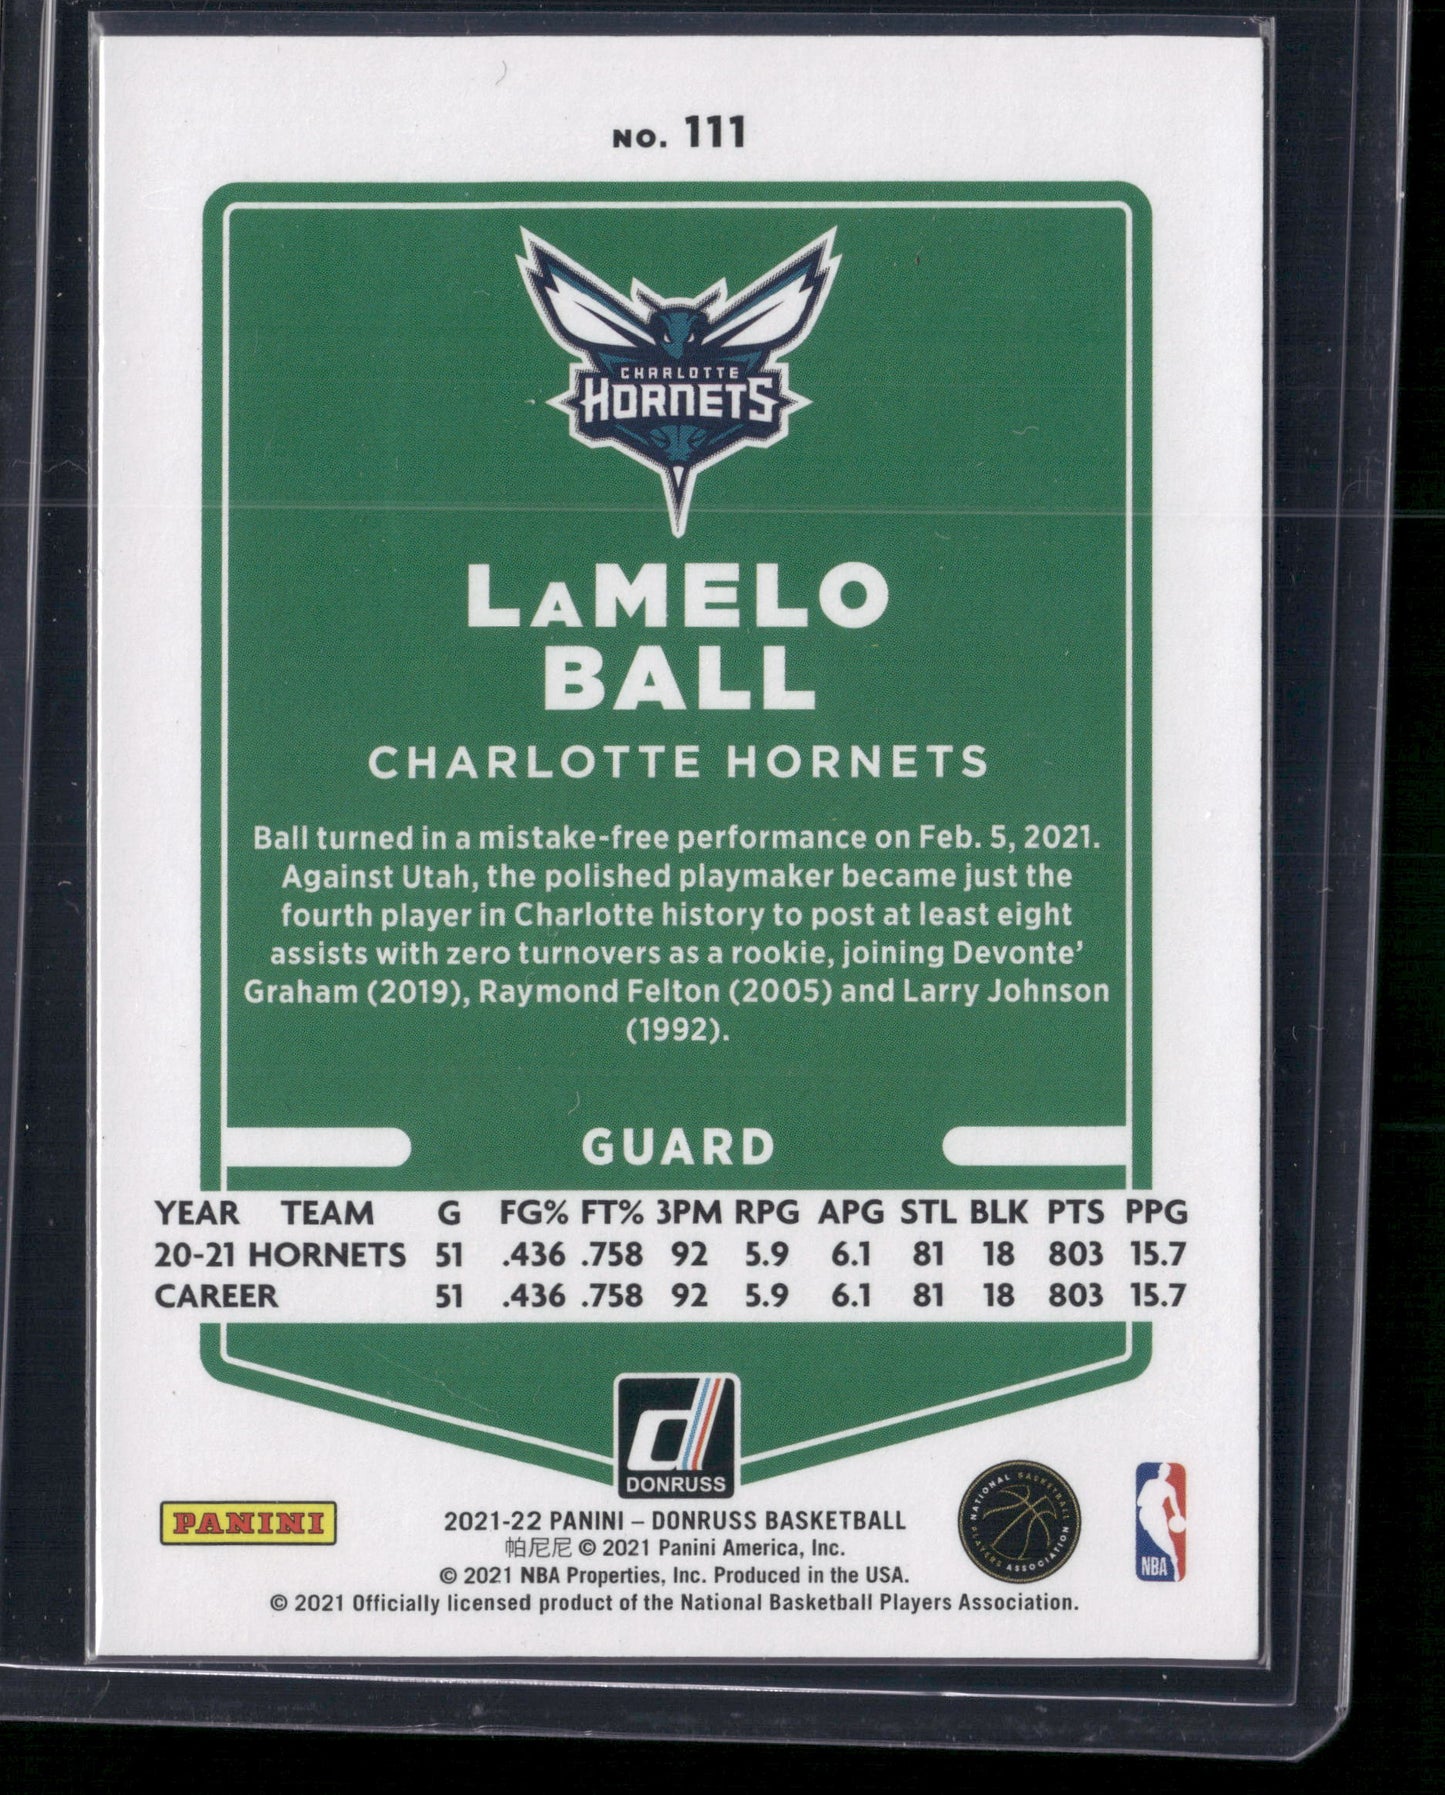 No. 111
CHARLOTTE
HORNETS
LaMELO
BALL
CHARLOTTE HORNETS
Ball turned in a mistake-free performance on Feb. 5, 2021.
Against Utah, the polished playmaker became just the
fourth player in Charlotte history to post at least eight
assists with zero turnovers as a rookie, joining Devonte’
Graham (2019), Raymond Felton (2005) and Larry Johnson
(1992).
GUARD
YEAR TEAM G FG% FT% 3PM RPG APG STL BLK PTS PPG
20-21 HORNETS 51 .436 .758 92 5.9 6.1 81 18 803 15.7
CAREER 51 .436 .758 92 5.9 6.1 81 18 803 15.7
DONRUSS
PANINI
2021-22 PANINI – DONRUSS BASKETBALL
帕尼尼 © 2021 Panini America, Inc.
© 2021 NBA Properties, Inc. Produced in the USA.
© 2021 Officially licensed product of the National Basketball Players Association.
NATIONAL BASKETBALL
PLAYERS ASSOCIATION
NBA